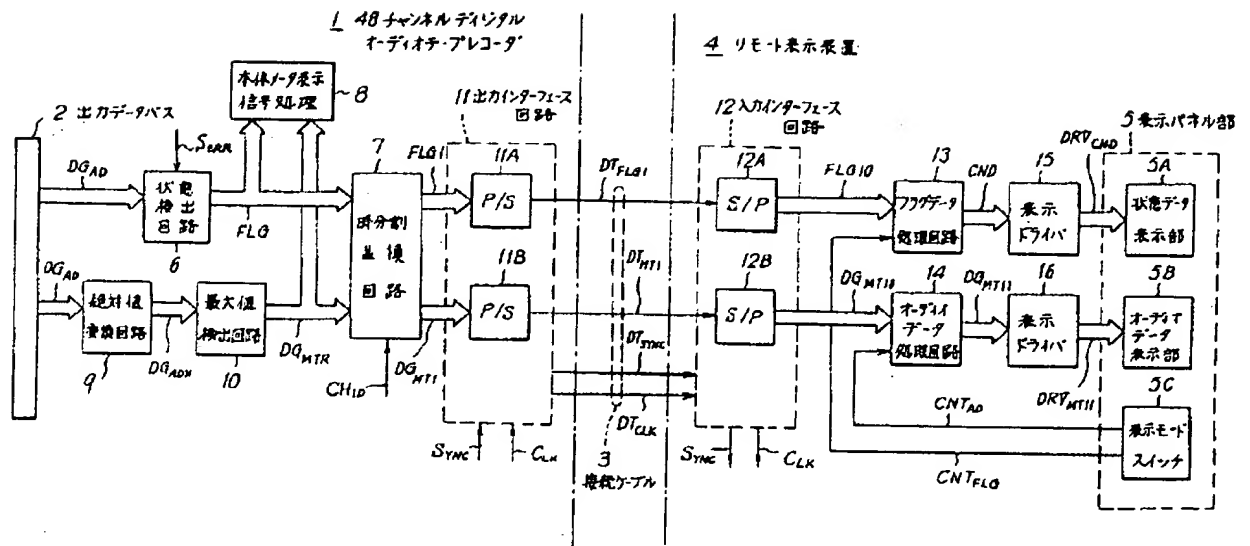 1 48チャンネルディジタル
オーディオテープレコーダ
4 リモート表示装置
本体メータ表示
信号処理
8
2 出力データバス
SERR
DGAD
状態
検出
回路
6
FLG
7
時分割
並換
回路
CHID
FLG1
DGMT1
11 出力インターフェース
回路
11A
P/S
11B
P/S
SYNC
CLK
DTFLG1
DTMT1
DTSYNC
DTCLK
3
接続ケーブル
12 入力インターフェース
回路
12A
S/P
12B
S/P
SYNC
CLK
FLG10
DGMT10
13
フラグデータ
処理回路
CND
15
表示
ドライバ
DRVCND
5 表示パネル部
5A
状態データ
表示部
DGAD
絶対値
変換回路
9
DGADX
最大値
検出回路
10
DGMTR
14
オーディオ
データ
処理回路
DGMT11
16
表示
ドライバ
DRVMT11
5B
オーディオ
データ
表示部
5C
表示モード
スイッチ
CNTAD
CNTFLG